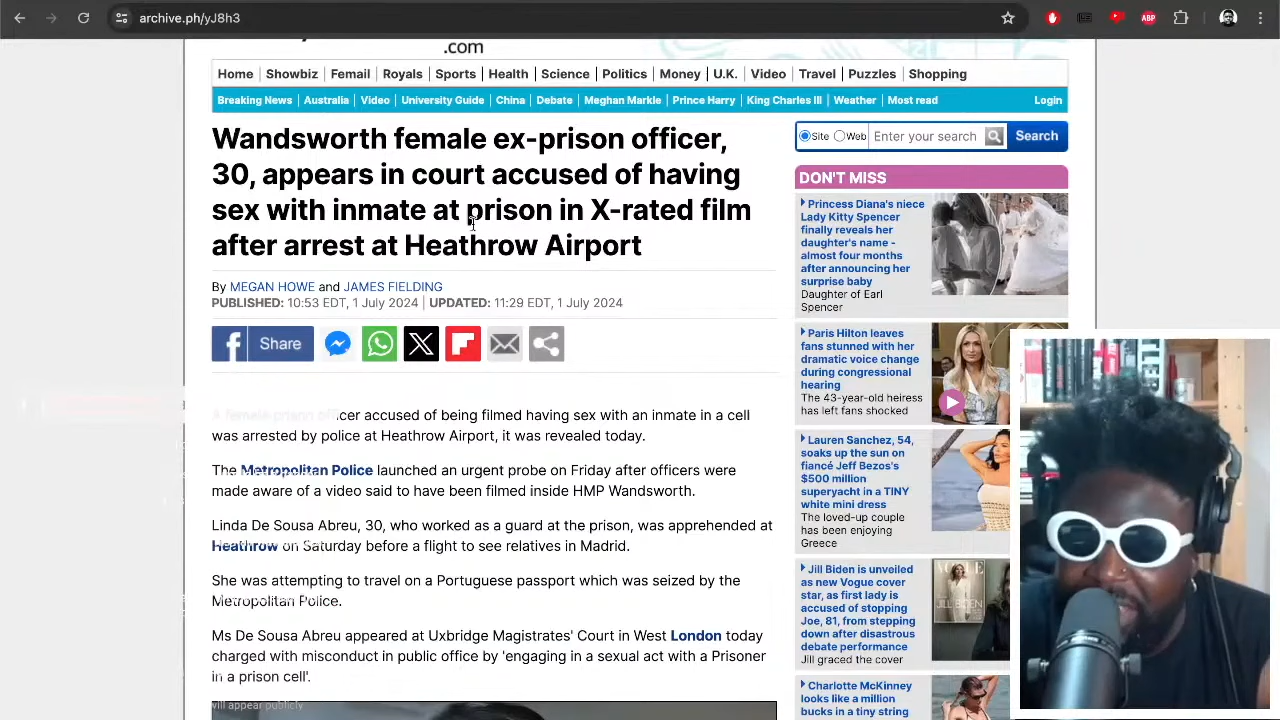 archive.ph/yJ8h3
ABP
.com
Home Showbiz Femail Royals Sports Health Science Politics Money U.K. Video Travel Puzzles Shopping
Breaking News Australia Video University Guide China Debate Meghan Markle Prince Harry King Charles III Weather Most read Login
Wandsworth female ex-prison officer,
30, appears in court accused of having
sex with inmate at prison in X-rated film
after arrest at Heathrow Airport
By MEGAN HOWE and JAMES FIELDING
PUBLISHED: 10:53 EDT, 1 July 2024 | UPDATED: 11:29 EDT, 1 July 2024
Share
A female prison officer accused of being filmed having sex with an inmate in a cell
was arrested by police at Heathrow Airport, it was revealed today.
The Metropolitan Police launched an urgent probe on Friday after officers were
made aware of a video said to have been filmed inside HMP Wandsworth.
Linda De Sousa Abreu, 30, who worked as a guard at the prison, was apprehended at
Heathrow on Saturday before a flight to see relatives in Madrid.
She was attempting to travel on a Portuguese passport which was seized by the
Metropolitan Police.
Ms De Sousa Abreu appeared at Uxbridge Magistrates' Court in West London today
charged with misconduct in public office by 'engaging in a sexual act with a Prisoner
in a prison cell'.
will appear publicly
Site Web Enter your search Search
DON'T MISS
Princess Diana's niece
Lady Kitty Spencer
finally reveals her
daughter's name -
almost four months
after announcing her
surprise baby
Daughter of Earl
Spencer
Paris Hilton leaves
fans stunned with her
dramatic voice change
during congressional
hearing
The 43-year-old heiress
has left fans shocked
Lauren Sanchez, 54,
soaks up the sun on
fiancé Jeff Bezos's
$500 million
superyacht in a TINY
white mini dress
The loved-up couple
has been enjoying
Greece
Jill Biden is unveiled
as new Vogue cover
star, as first lady is
accused of stopping
Joe, 81, from stepping
down after disastrous
debate performance
Jill graced the cover
VOGUE
JILL BIDEN
Charlotte McKinney
looks like a million
bucks in a tiny string